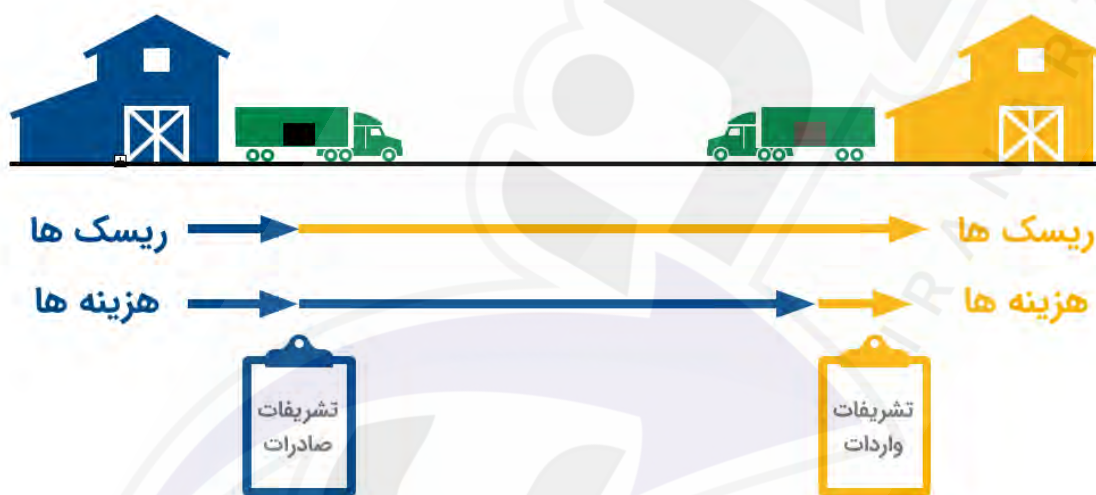 ریسک ها
ریسک ها
هزینه ها
هزینه ها
تشریفات
واردات
تشریفات
صادرات